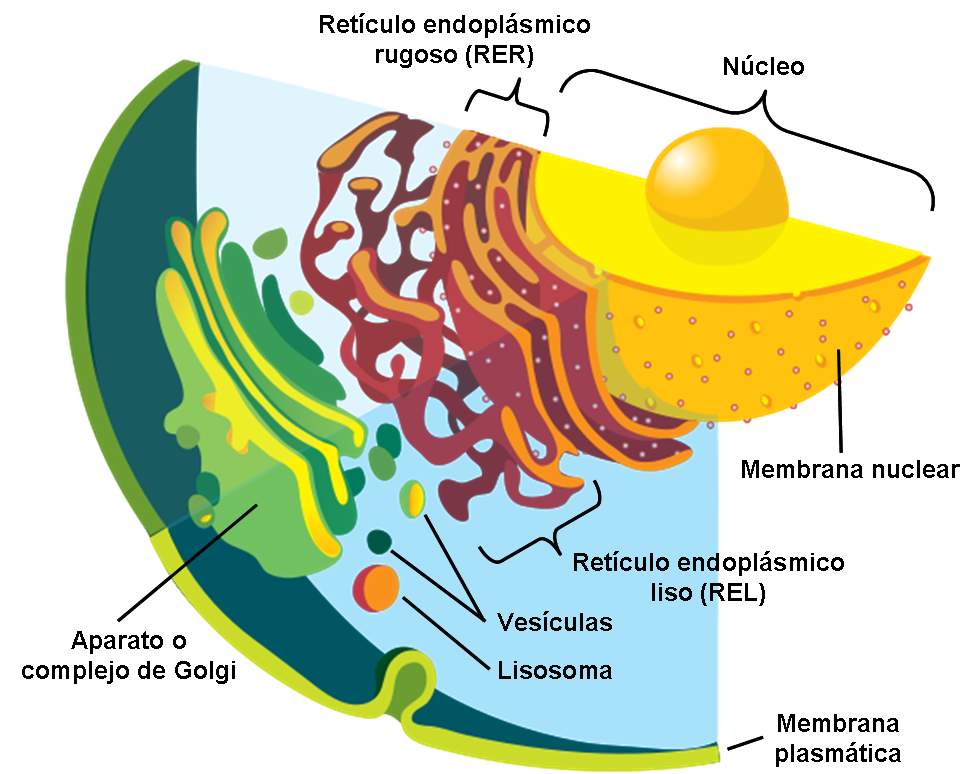 Retículo endoplásmico
rugoso (RER)
Núcleo
Membrana nuclear
Retículo endoplásmico
liso (REL)
Vesículas
Aparato o
complejo de Golgi
Lisosoma
Membrana
plasmática